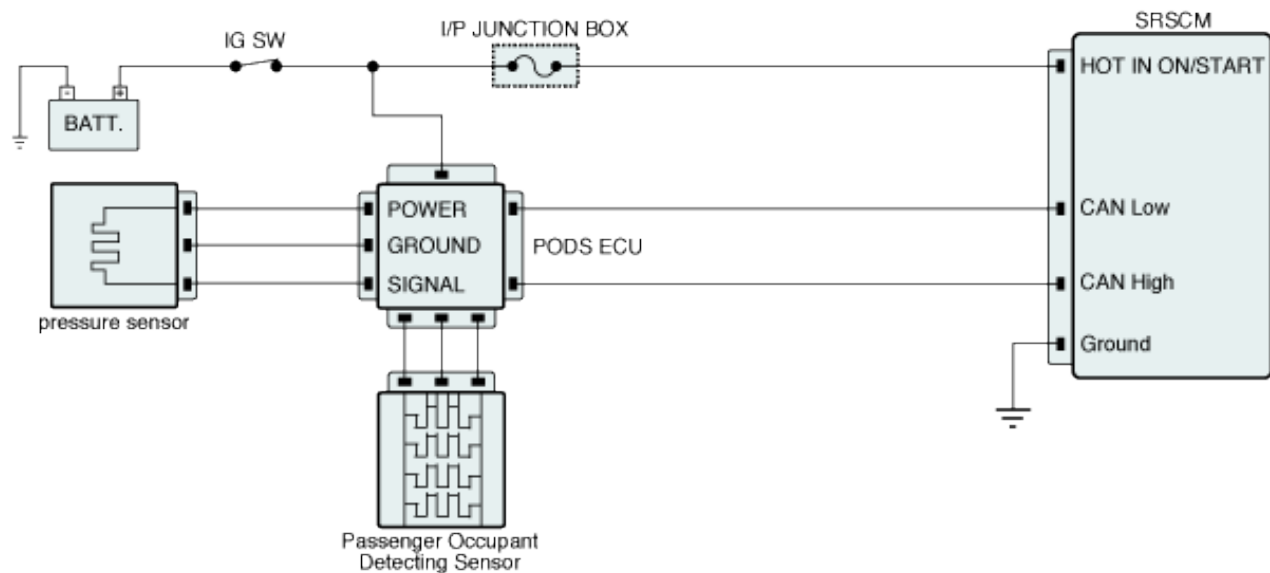 SRSCM
I/P JUNCTION BOX
IG SW
HOT IN ON/START
- +
BATT.
POWER
CAN Low
GROUND
PODS ECU
SIGNAL
CAN High
pressure sensor
Ground
Passenger Occupant
Detecting Sensor